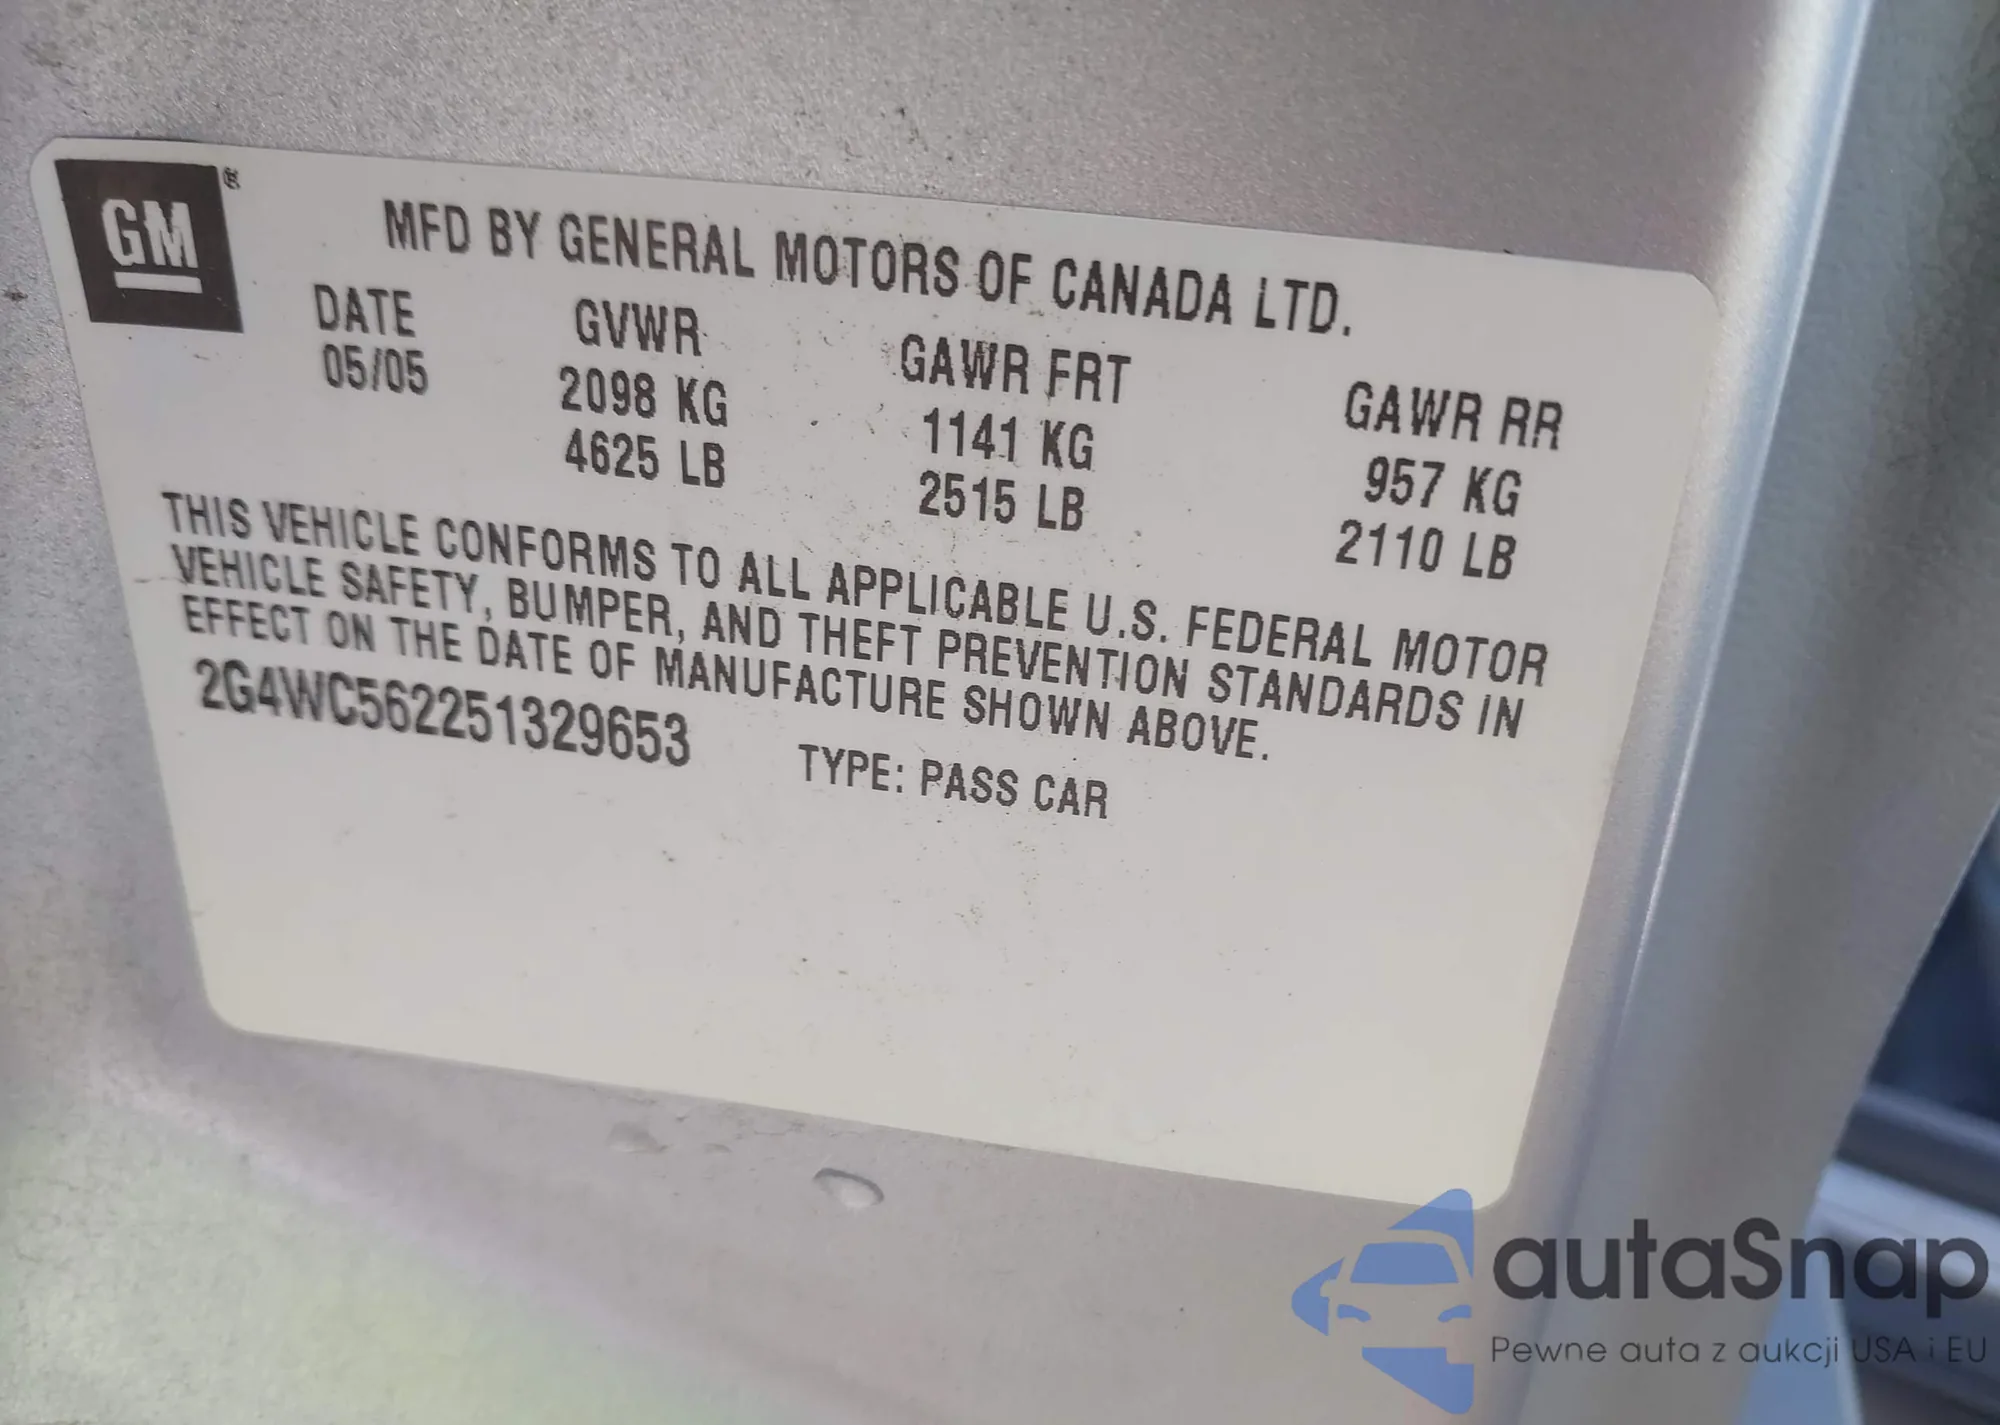 GM®
MFD BY GENERAL MOTORS OF CANADA LTD.
DATE GVWR GAWR FRT GAWR RR
05/05 2098 KG 1141 KG 957 KG
4625 LB 2515 LB 2110 LB
THIS VEHICLE CONFORMS TO ALL APPLICABLE U.S. FEDERAL MOTOR
VEHICLE SAFETY, BUMPER, AND THEFT PREVENTION STANDARDS IN
EFFECT ON THE DATE OF MANUFACTURE SHOWN ABOVE.
2G4WC562251329653 TYPE: PASS CAR
autaSnap
Pewne auta z aukcji USA i EU